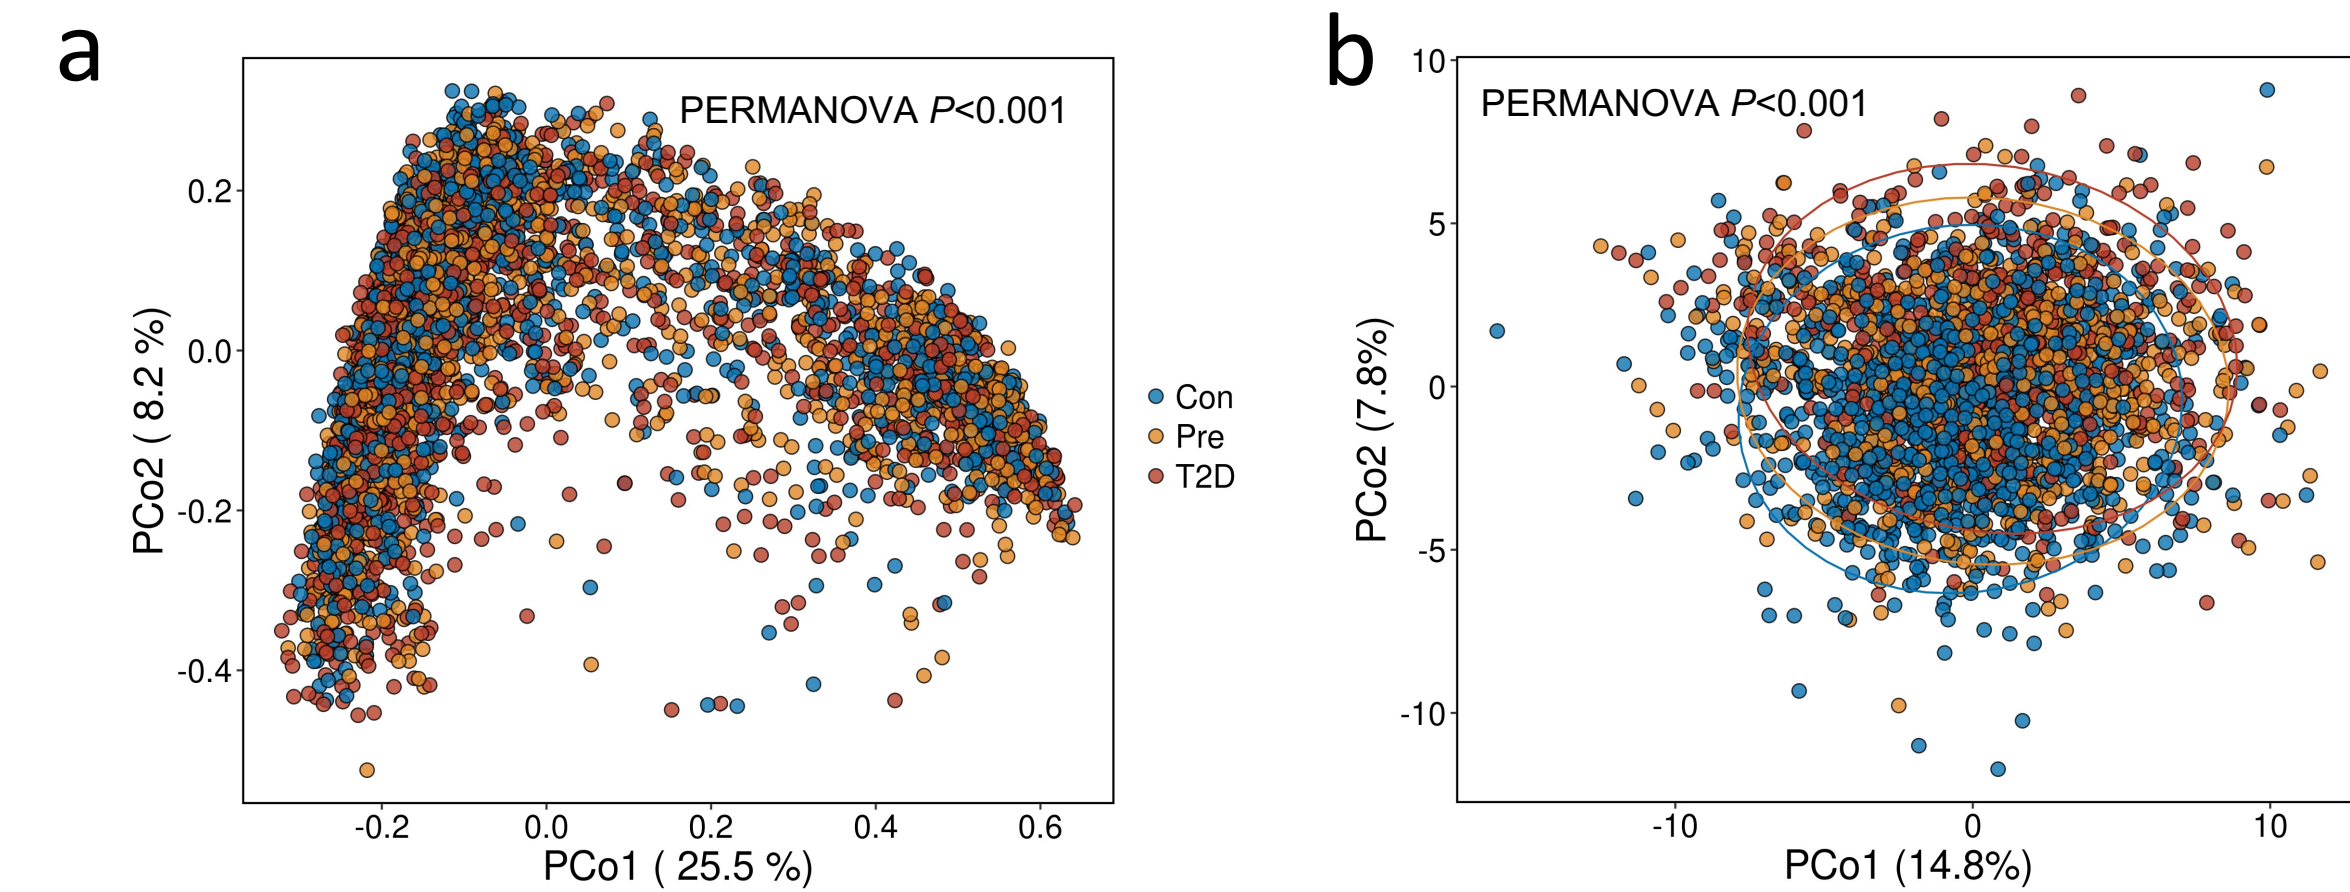 a
PERMANOVA P<0.001
0.2
0.0
-0.2
-0.4
PCo2 ( 8.2 %)
-0.2 0.0 0.2 0.4 0.6
PCo1 ( 25.5 %)
Con
Pre
T2D
b
PERMANOVA P<0.001
10
5
0
-5
-10
PCo2 (7.8%)
-10 0 10
PCo1 (14.8%)